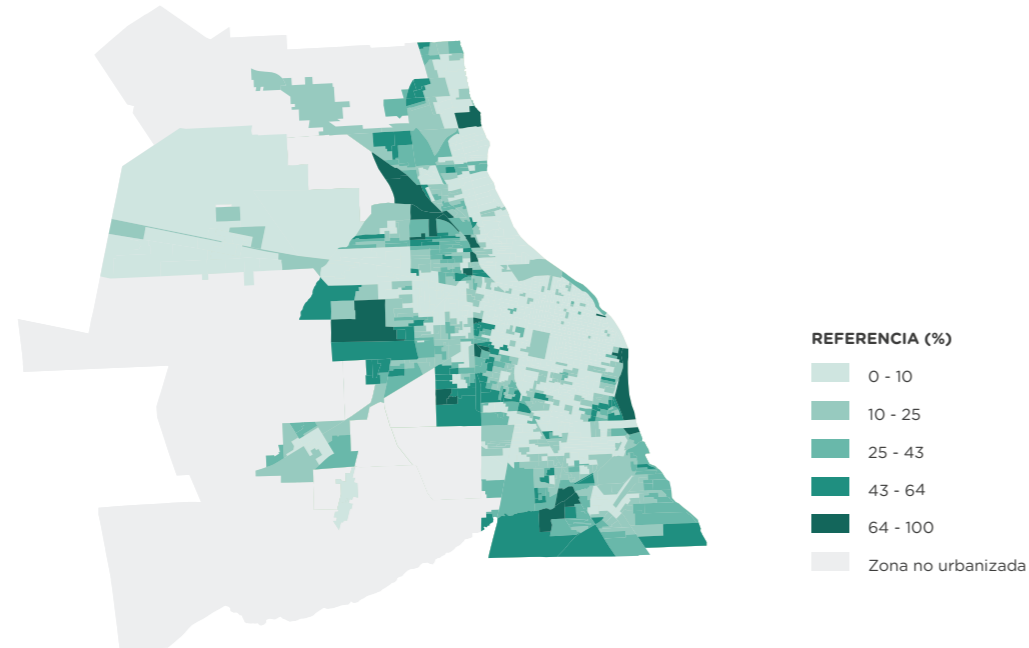 REFERENCIA (%)
0 - 10
10 - 25
25 - 43
43 - 64
64 - 100
Zona no urbanizada